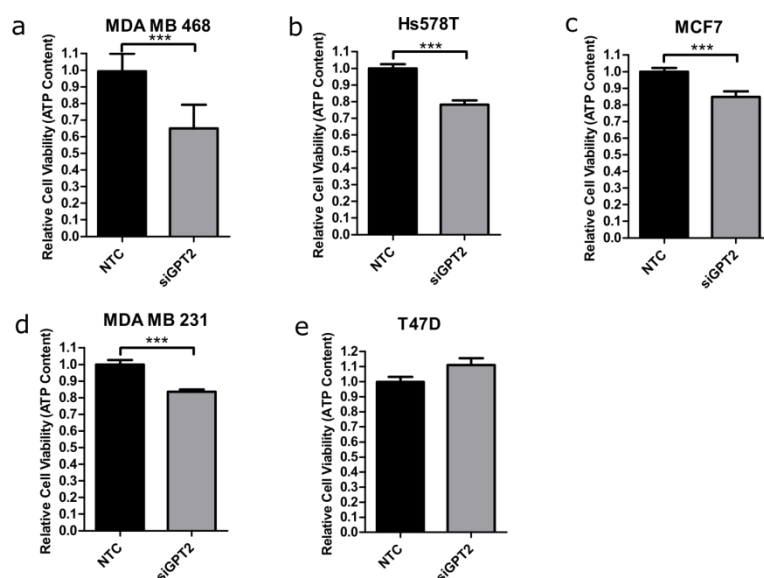 a
MDA MB 468
***
Relative Cell Viability (ATP Content)
1.1
1.0
0.9
0.8
0.7
0.6
0.5
0.4
0.3
0.2
0.1
0.0
NTC
siGPT2
b
Hs578T
***
Relative Cell Viability (ATP Content)
1.1
1.0
0.9
0.8
0.7
0.6
0.5
0.4
0.3
0.2
0.1
0.0
NTC
siGPT2
c
MCF7
***
Relative Cell Viability (ATP Content)
1.1
1.0
0.9
0.8
0.7
0.6
0.5
0.4
0.3
0.2
0.1
0.0
NTC
siGPT2
d
MDA MB 231
***
Relative Cell Viability (ATP Content)
1.1
1.0
0.9
0.8
0.7
0.6
0.5
0.4
0.3
0.2
0.1
0.0
NTC
siGPT2
e
T47D
Relative Cell Viability (ATP Content)
1.2
1.1
1.0
0.9
0.8
0.7
0.6
0.5
0.4
0.3
0.2
0.1
0.0
NTC
siGPT2